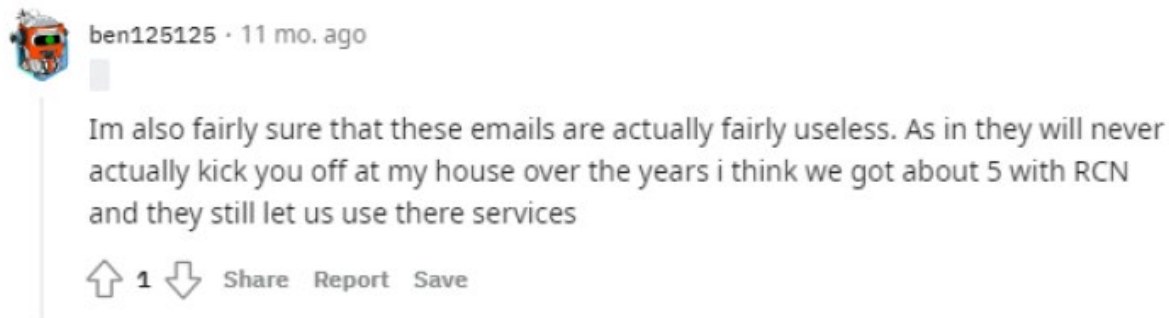 ben125125 · 11 mo. ago
Im also fairly sure that these emails are actually fairly useless. As in they will never
actually kick you off at my house over the years i think we got about 5 with RCN
and they still let us use there services
1 Share Report Save